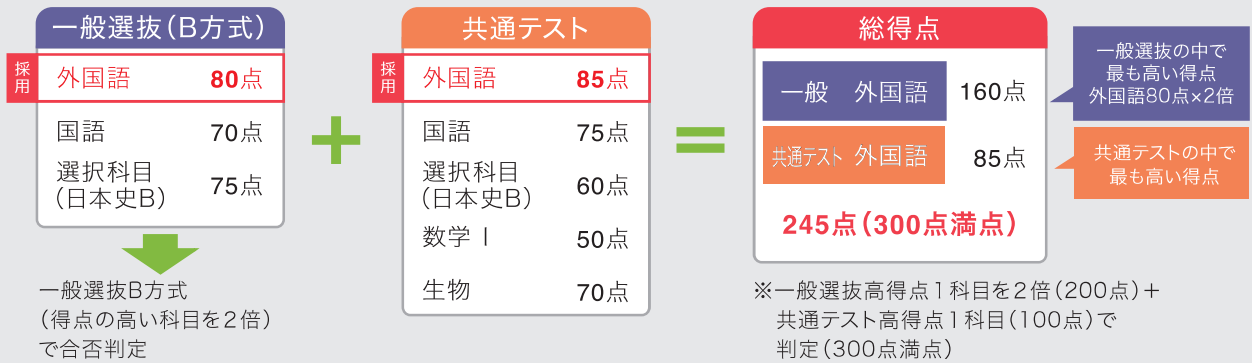 一般選抜（B方式）
採用
外国語 80点
国語 70点
選択科目
（日本史B） 75点
一般選抜B方式
（得点の高い科目を2倍）
で合否判定
+
共通テスト
採用
外国語 85点
国語 75点
選択科目
（日本史B） 60点
数学 Ⅰ 50点
生物 70点
=
総得点
一般 外国語 160点
共通テスト 外国語 85点
245点（300点満点）
一般選抜の中で
最も高い得点
外国語80点×2倍
共通テストの中で
最も高い得点
※一般選抜高得点1科目を2倍（200点）＋
共通テスト高得点1科目（100点）で
判定（300点満点）